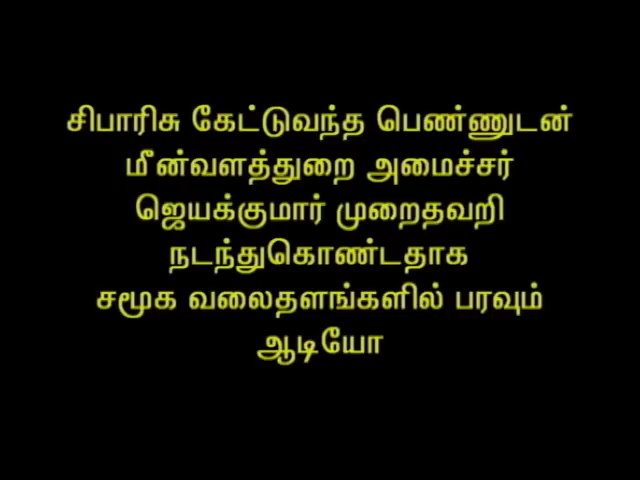 சிபாரிசு கேட்டுவந்த பெண்ணுடன்
மீன்வளத்துறை அமைச்சர்
ஜெயக்குமார் முறைதவறி
நடந்துகொண்டதாக
சமூக வலைதளங்களில் பரவும்
ஆடியோ